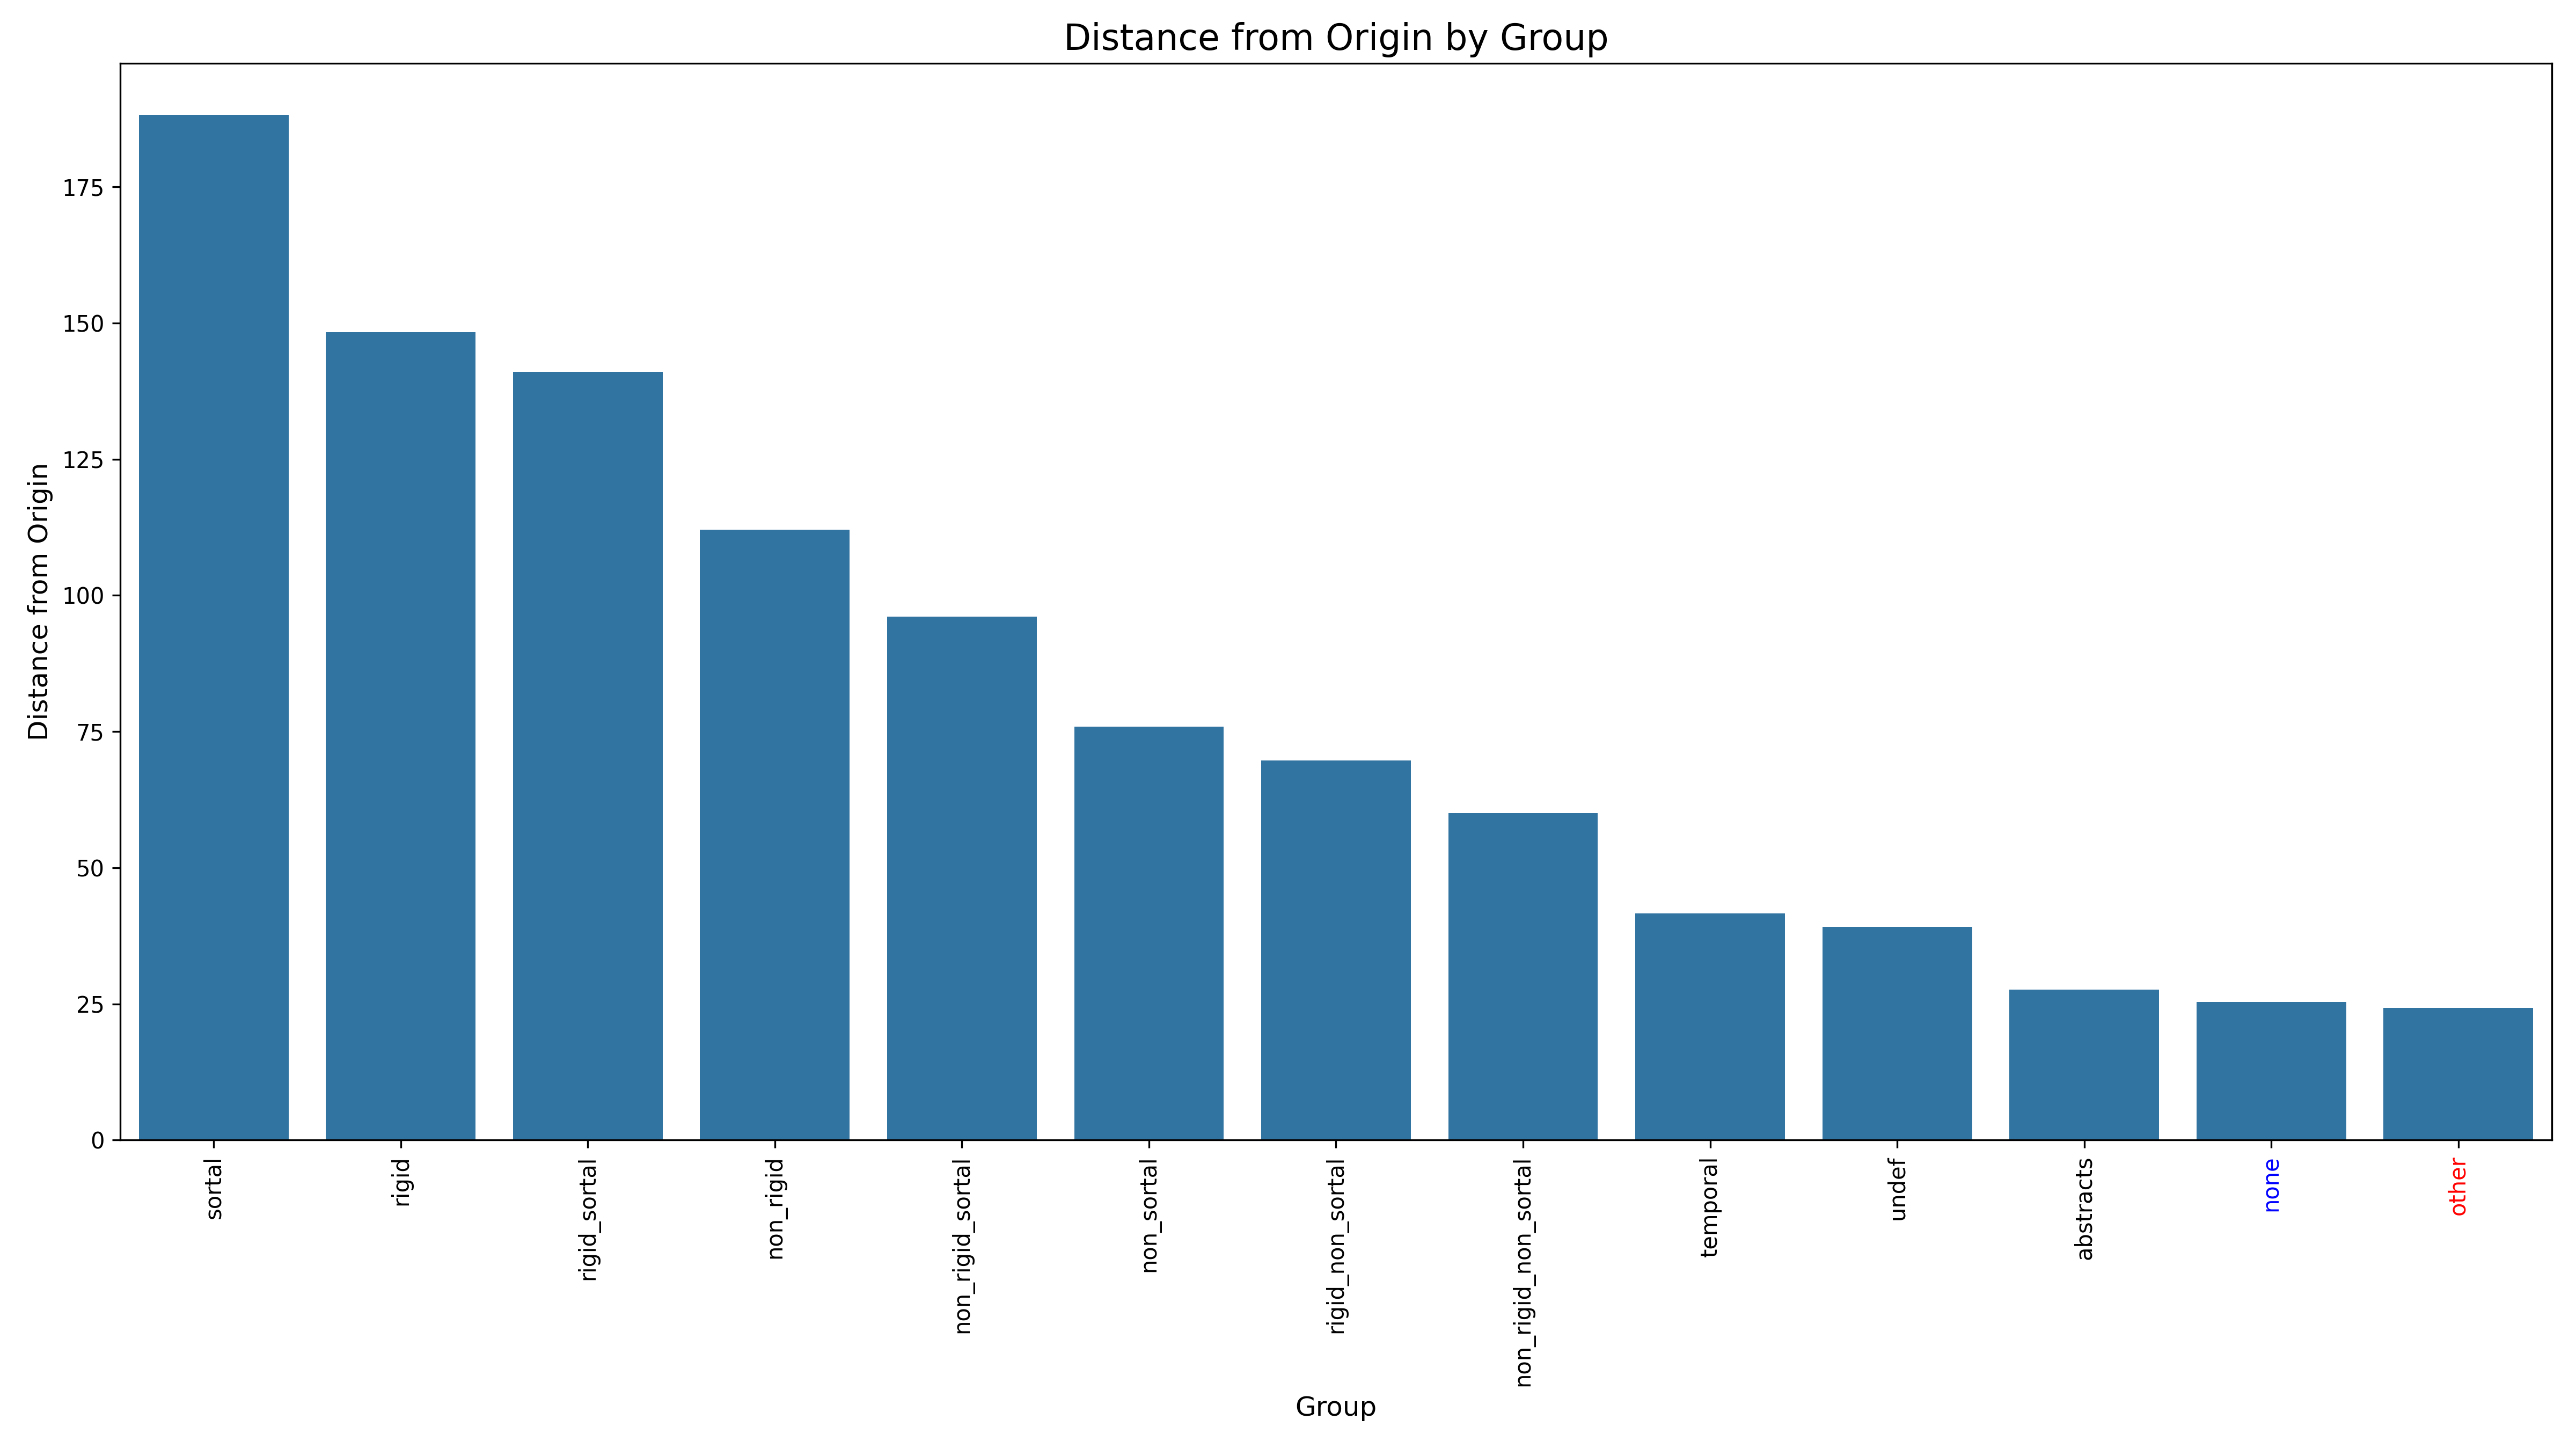 Distance from Origin by Group
Distance from Origin
175
150
125
100
75
50
25
0
sortal
rigid
rigid_sortal
non_rigid
non_rigid_sortal
non_sortal
rigid_non_sortal
non_rigid_non_sortal
temporal
undef
abstracts
none
other
Group